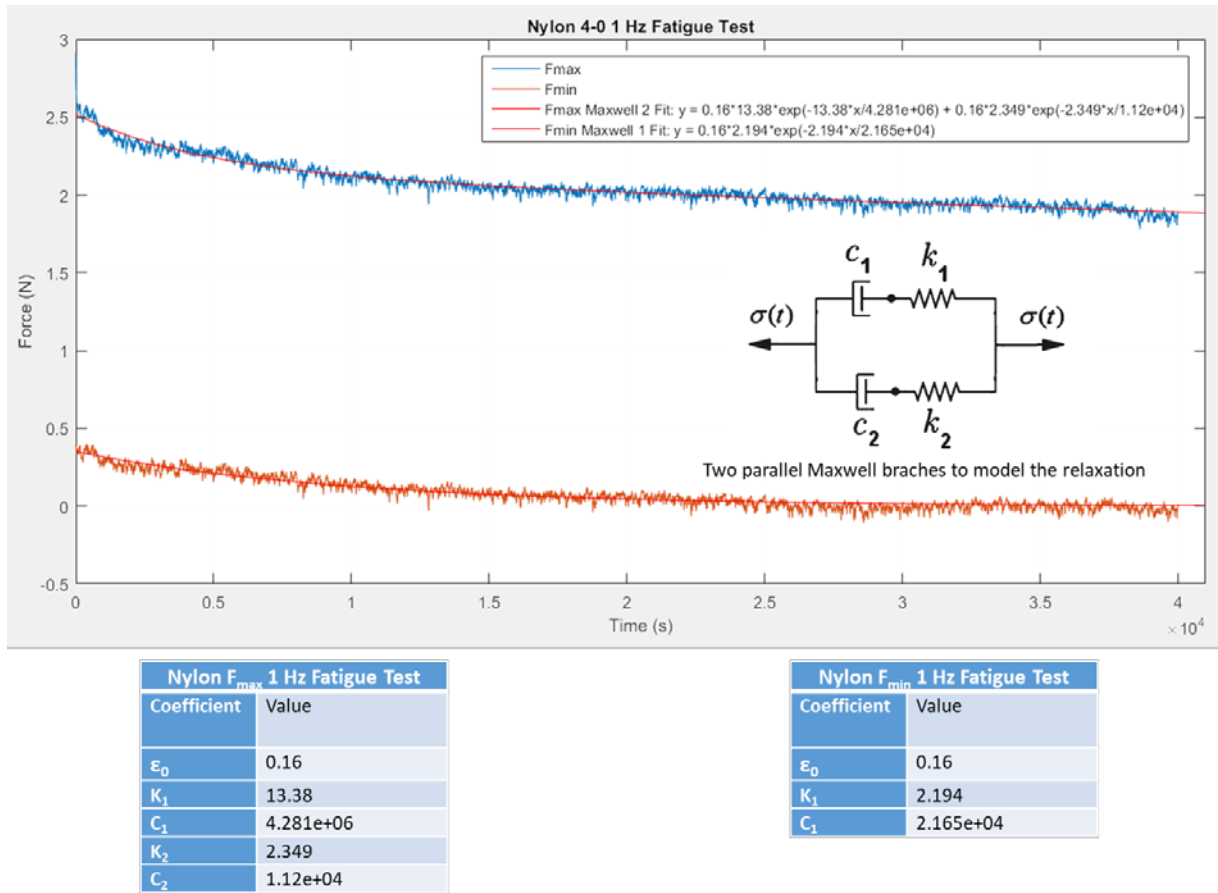 Nylon 4-0 1 Hz Fatigue Test
Fmax
Fmin
Fmax Maxwell 2 Fit: y = 0.16*13.38*exp(-13.38*x/4.281e+06) + 0.16*2.349*exp(-2.349*x/1.12e+04)
Fmin Maxwell 1 Fit: y = 0.16*2.194*exp(-2.194*x/2.165e+04)
3
2.5
2
1.5
1
0.5
0
-0.5
Force (N)
c₁ k₁
σ(t) σ(t)
c₂ k₂
Two parallel Maxwell braches to model the relaxation
0 0.5 1 1.5 2 2.5 3 3.5 4
Time (s)
× 10⁴
Nylon Fmax 1 Hz Fatigue Test
Coefficient Value
ε₀ 0.16
K₁ 13.38
C₁ 4.281e+06
K₂ 2.349
C₂ 1.12e+04
Nylon Fmin 1 Hz Fatigue Test
Coefficient Value
ε₀ 0.16
K₁ 2.194
C₁ 2.165e+04